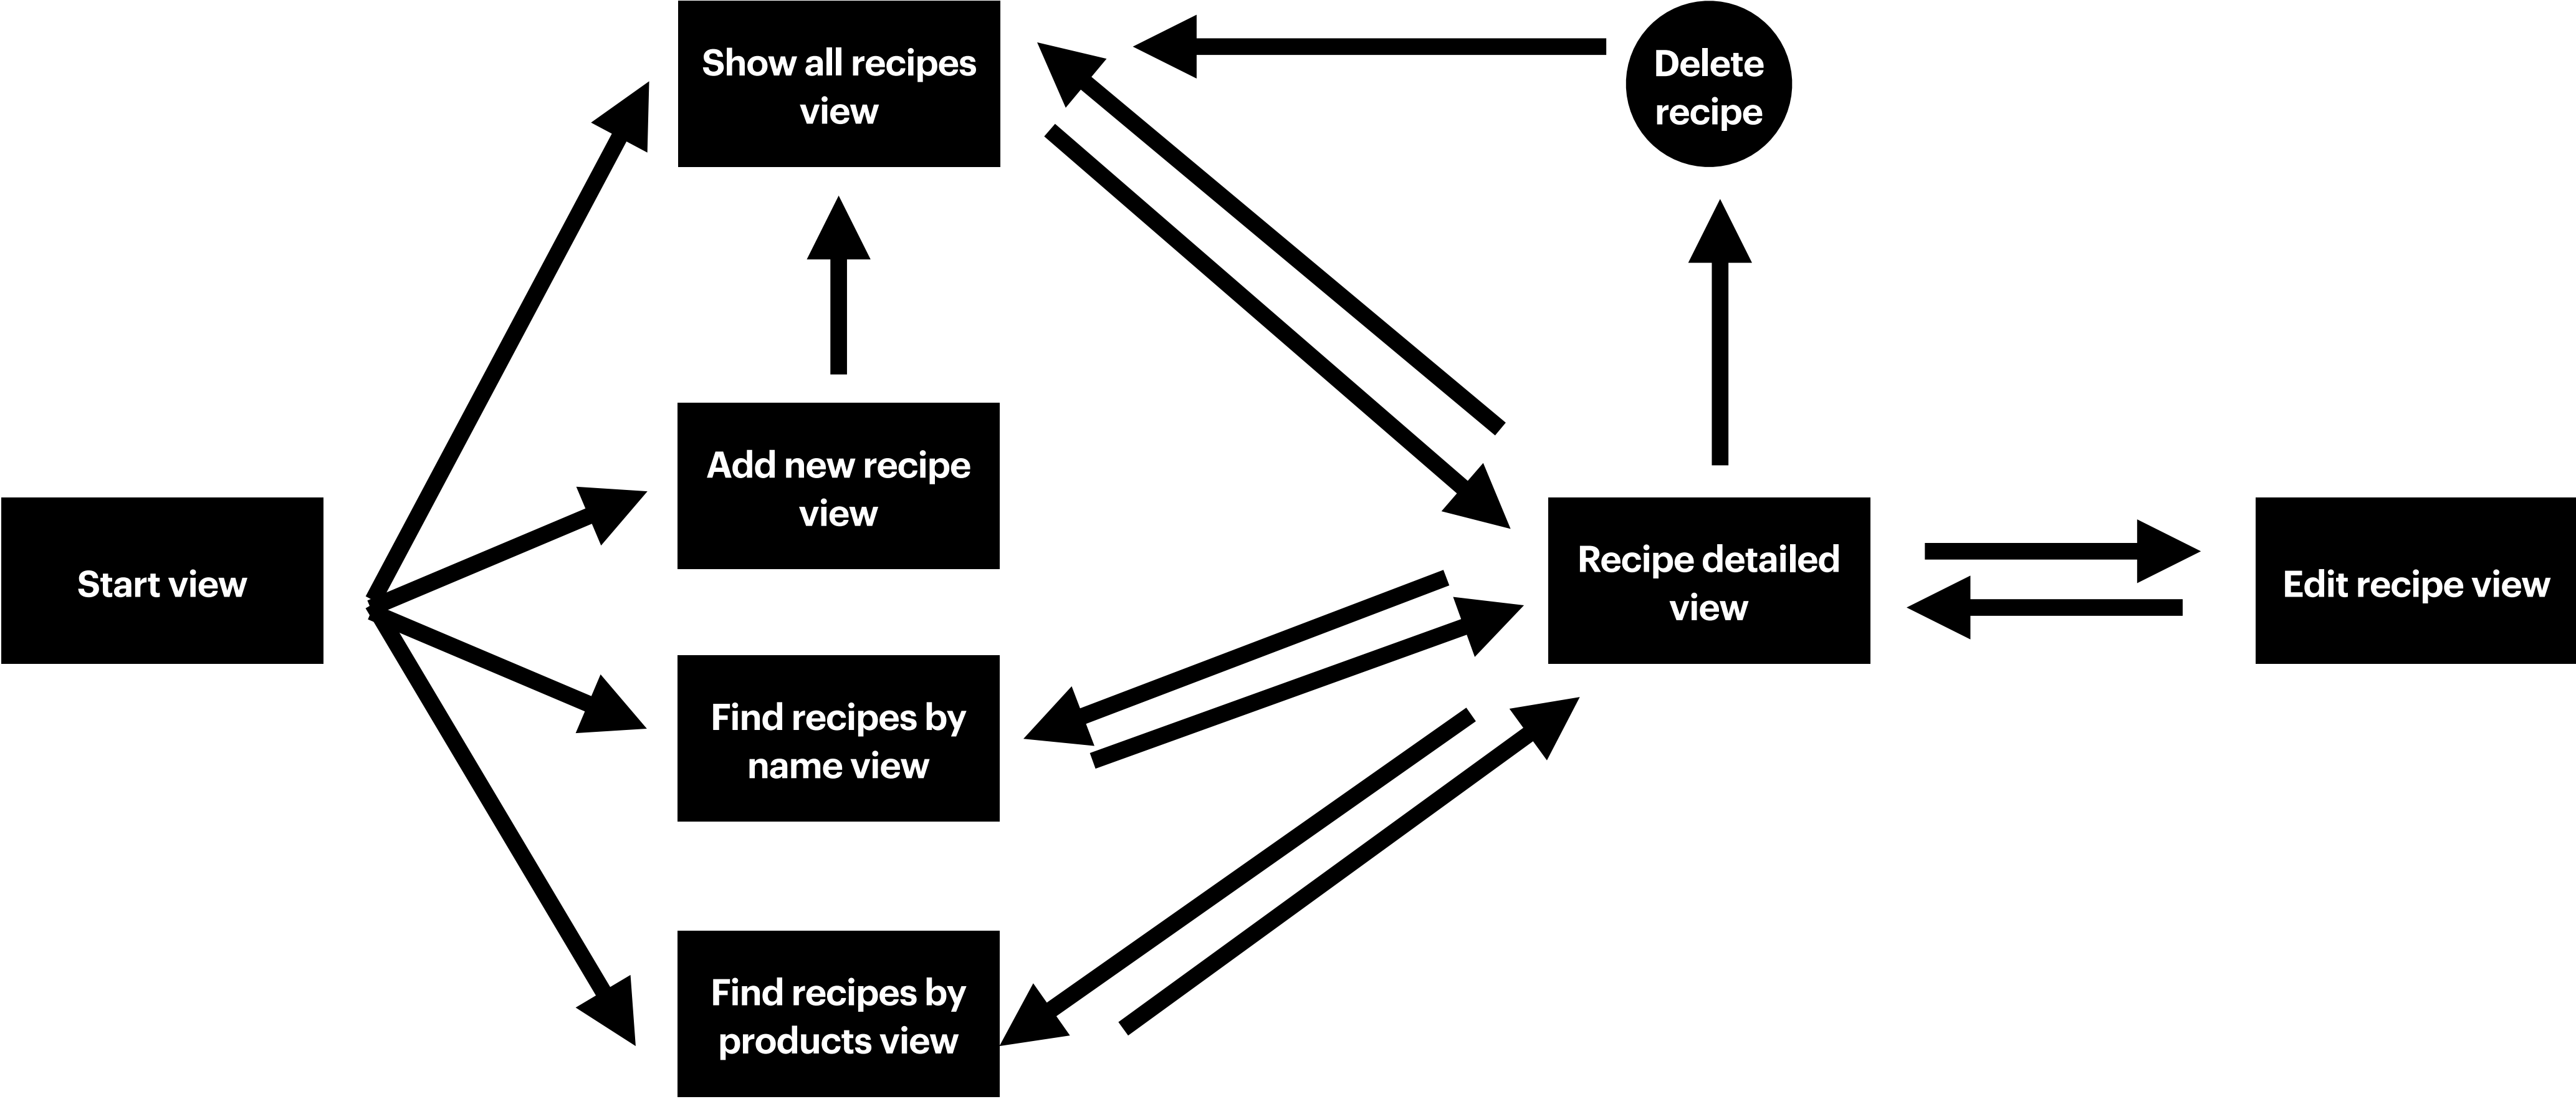 Show all recipes
view
Delete
recipe
Add new recipe
view
Start view
Recipe detailed
view
Edit recipe view
Find recipes by
name view
Find recipes by
products view